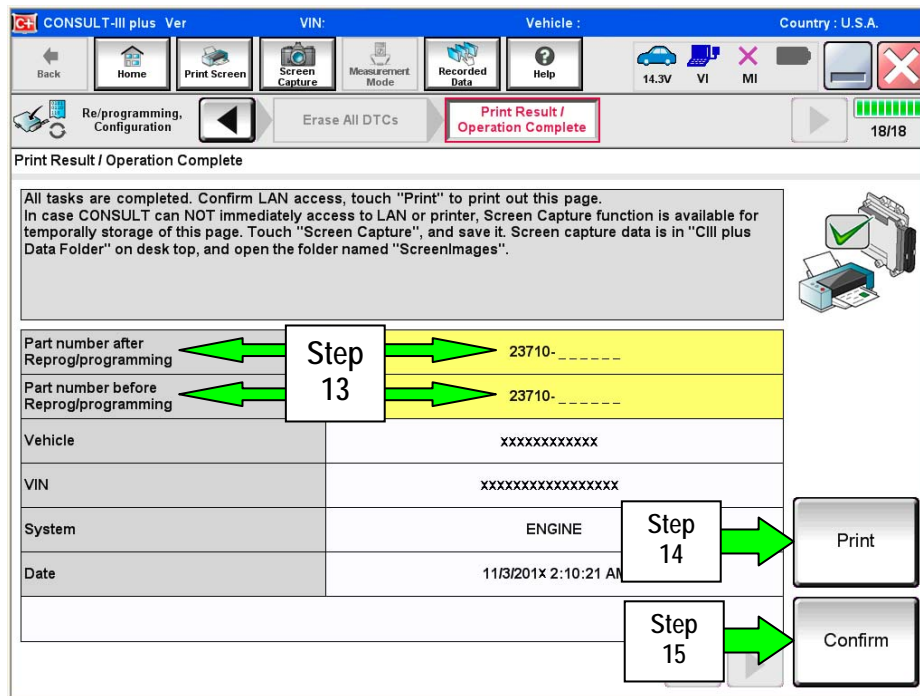 CONSULT-III plus Ver VIN: Vehicle : Country : U.S.A.
Back
Home
Print Screen
Screen
Capture
Measurement
Mode
Recorded
Data
Help
14.3V
VI
MI
Re/programming,
Configuration
Erase All DTCs
Print Result /
Operation Complete
18/18
Print Result / Operation Complete
All tasks are completed. Confirm LAN access, touch "Print" to print out this page.
In case CONSULT can NOT immediately access to LAN or printer, Screen Capture function is available for
temporally storage of this page. Touch "Screen Capture", and save it. Screen capture data is in "CIII plus
Data Folder" on desk top, and open the folder named "ScreenImages".
Part number after
Reprog/programming
23710-_ _ _ _ _ _
Step
13
Part number before
Reprog/programming
23710-_ _ _ _ _ _
Vehicle
xxxxxxxxxxxx
VIN
xxxxxxxxxxxxxxxxx
System
ENGINE
Step
14
Print
Date
11/3/201X 2:10:21 AM
Step
15
Confirm